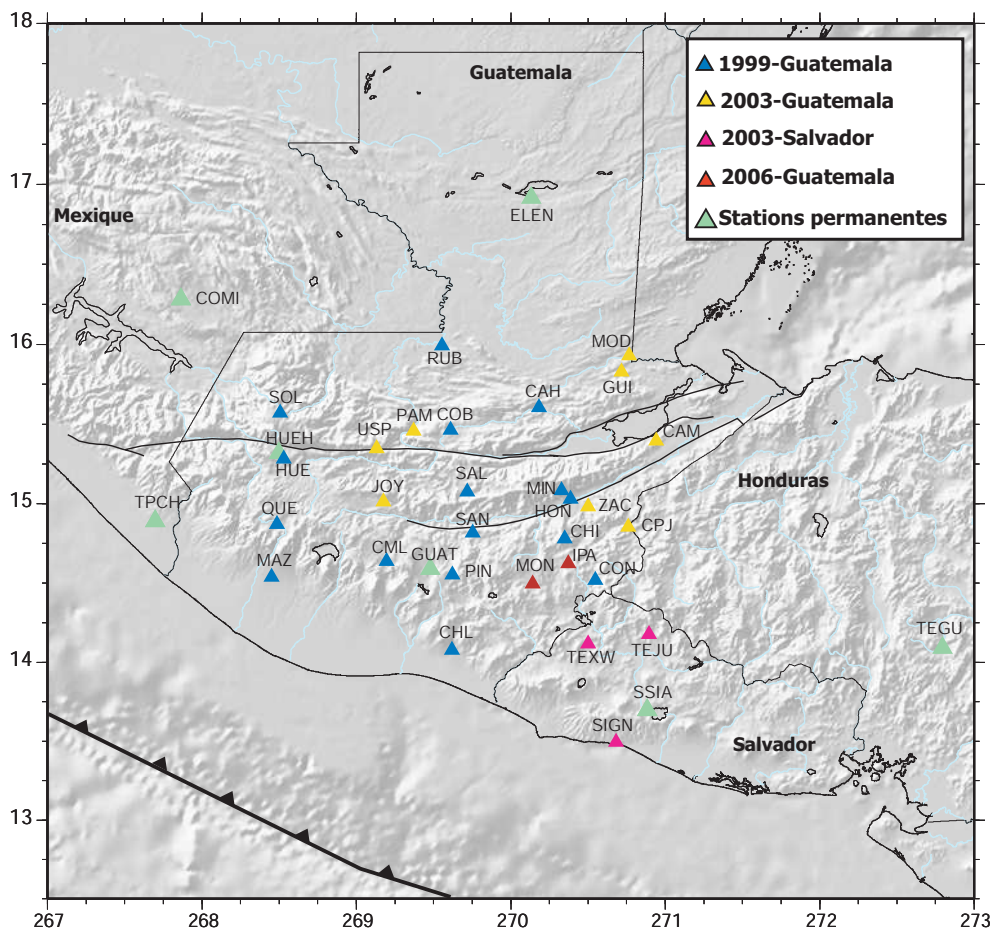 18
Guatemala
1999-Guatemala
2003-Guatemala
2003-Salvador
2006-Guatemala
Stations permanentes
17
Mexique
ELEN
COMI
16
MOD
RUB
GUI
SOL
CAH
PAM COB
USP
HUEH
CAM
HUE
SAL
Honduras
15
TPCH
JOY
MIN
QUE
HON
ZAC
SAN
CHI
CPJ
MAZ
CML
GUAT
PIN
MON
IPA
CON
CHL
TEGU
14
TEXW
TEJU
SSIA
SIGN
Salvador
13
267 268 269 270 271 272 273